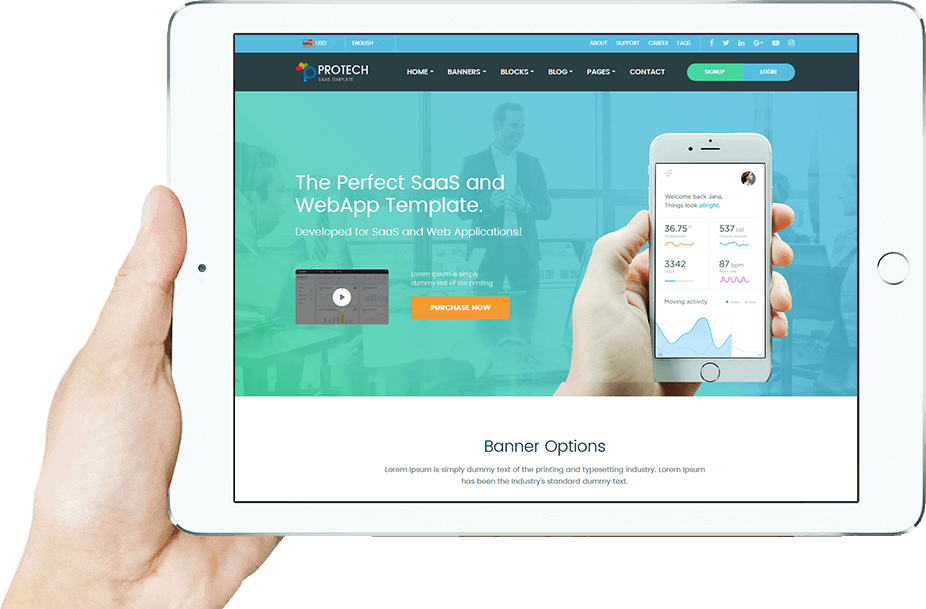 USD ENGLISH ABOUT SUPPORT CAREER FAQS
PROTECH
SAAS TEMPLATE
HOME BANNERS BLOCKS BLOG PAGES CONTACT SIGNUP LOGIN
The Perfect SaaS and
WebApp Template.
Developed for SaaS and Web Applications!
Lorem Ipsum is simply
dummy text of the printing
PURCHASE NOW
Welcome back Jana,
Things look allright.
36.75°
537 cal
3342
Steps
87 bpm
Heart rate
Moving activity
Banner Options
Lorem Ipsum is simply dummy text of the printing and typesetting industry. Lorem Ipsum
has been the industry's standard dummy text.